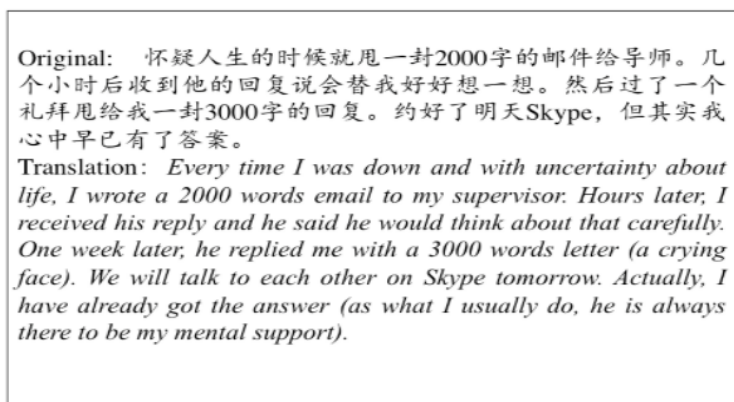 Original: 怀疑人生的时候就甩一封2000字的邮件给导师。几
个小时后收到他的回复说会替我好好想一想。然后过了一个
礼拜甩给我一封3000字的回复。约好了明天Skype，但其实我
心中早已有了答案。
Translation: Every time I was down and with uncertainty about
life, I wrote a 2000 words email to my supervisor. Hours later, I
received his reply and he said he would think about that carefully.
One week later, he replied me with a 3000 words letter (a crying
face). We will talk to each other on Skype tomorrow. Actually, I
have already got the answer (as what I usually do, he is always
there to be my mental support).